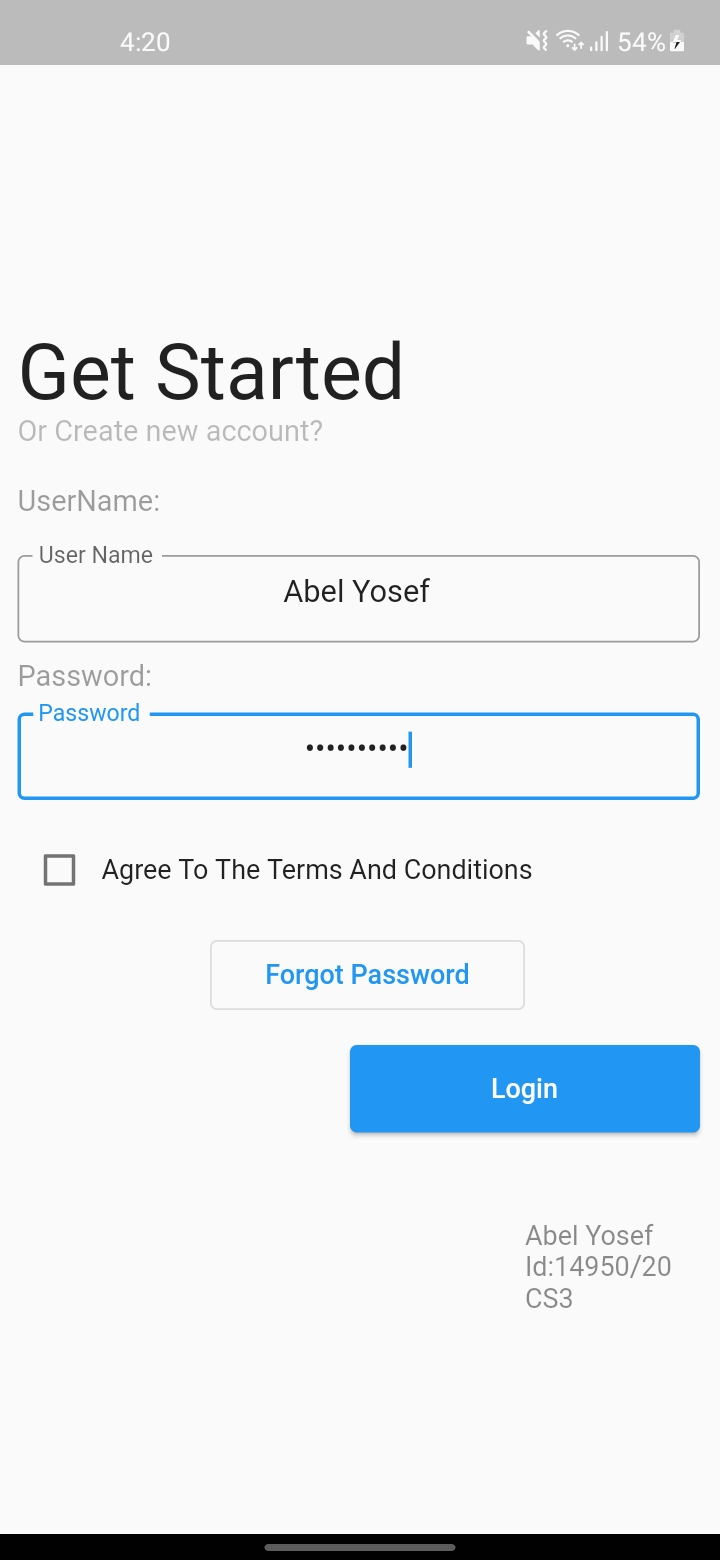 4:20
54%
Get Started
Or Create new account?
UserName:
User Name
Abel Yosef
Password:
Password
••••••••••
Agree To The Terms And Conditions
Forgot Password
Login
Abel Yosef
Id:14950/20
CS3